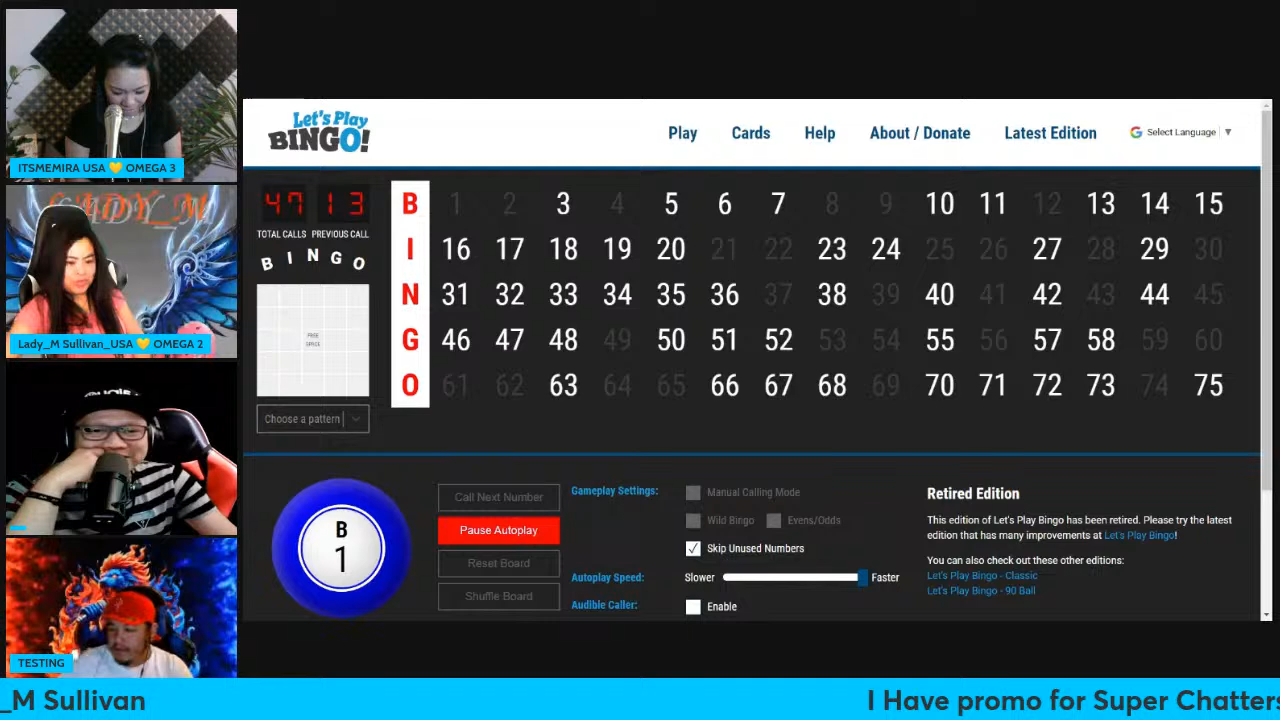 LADY_M
ITSMEMIRA USA 💛 OMEGA 3
Lady_M Sullivan_USA 💛 OMEGA 2
TESTING
Let's Play
BINGO!
Play Cards Help About / Donate Latest Edition Select Language ▼
47 13
TOTAL CALLS PREVIOUS CALL
B I N G O
FREE
SPACE
Choose a pattern
B 1 2 3 4 5 6 7 8 9 10 11 12 13 14 15
I 16 17 18 19 20 21 22 23 24 25 26 27 28 29 30
N 31 32 33 34 35 36 37 38 39 40 41 42 43 44 45
G 46 47 48 49 50 51 52 53 54 55 56 57 58 59 60
O 61 62 63 64 65 66 67 68 69 70 71 72 73 74 75
B
1
Call Next Number
Pause Autoplay
Reset Board
Shuffle Board
Gameplay Settings:
Manual Calling Mode
Wild Bingo Evens/Odds
Skip Unused Numbers
Autoplay Speed: Slower Faster
Audible Caller: Enable
Retired Edition
This edition of Let's Play Bingo has been retired. Please try the latest
edition that has many improvements at Let's Play Bingo!
You can also check out these other editions:
Let's Play Bingo - Classic
Let's Play Bingo - 90 Ball
_M Sullivan I Have promo for Super Chatters